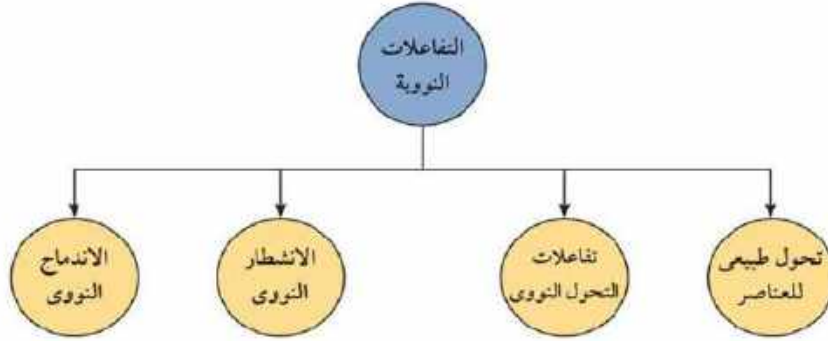 التفاعلات
النووية
تحول طبيعى
للعناصر
تفاعلات
التحول النووى
الانشطار
النووى
الاندماج
النووى